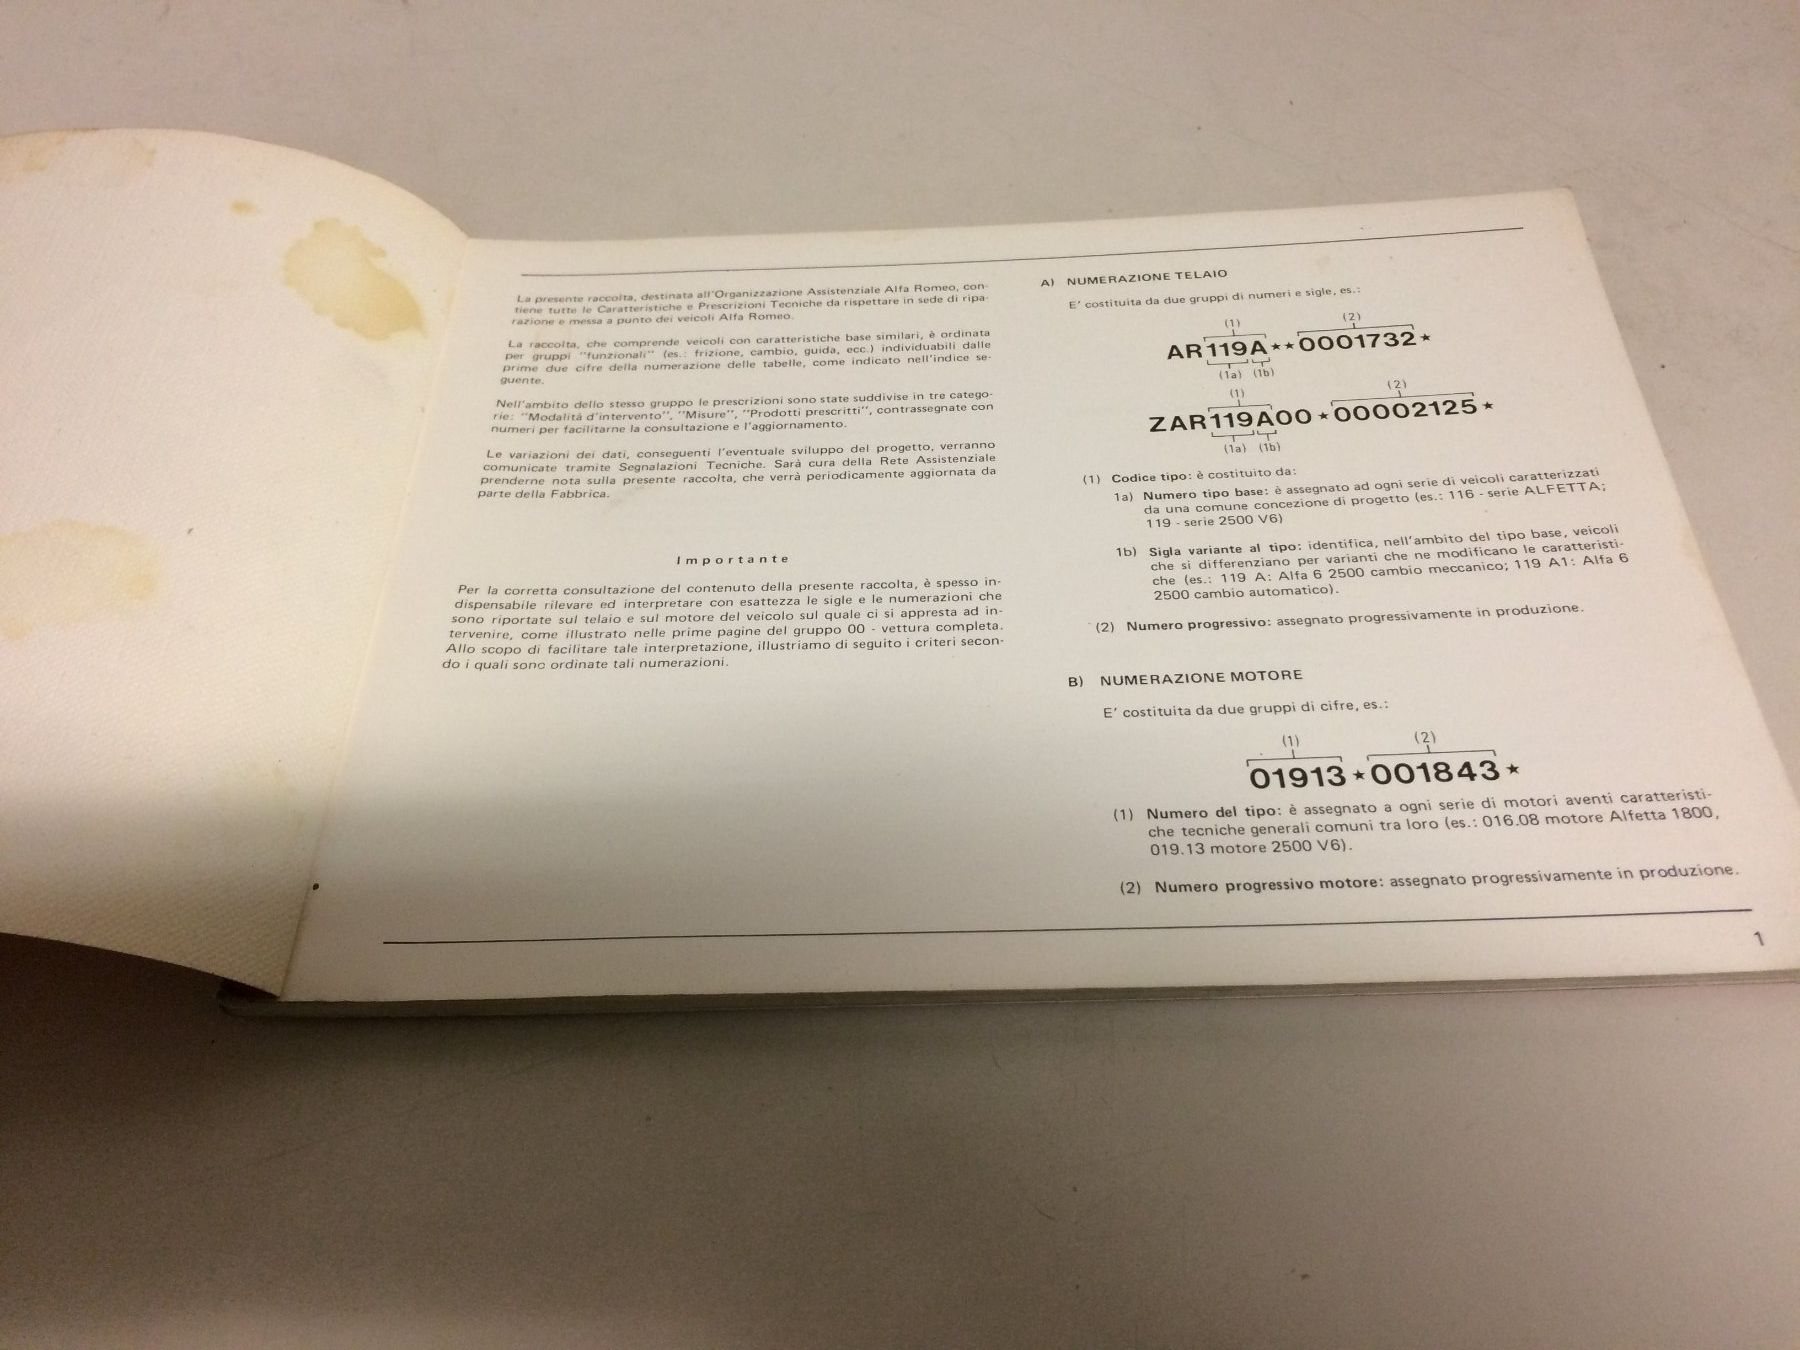 La presente raccolta, destinata all'Organizzazione Assistenziale Alfa Romeo, con-
tiene tutte le Caratteristiche e Prescrizioni Tecniche da rispettare in sede di ripa-
razione e messa a punto dei veicoli Alfa Romeo.
La raccolta, che comprende veicoli con caratteristiche base similari, è ordinata
per gruppi "funzionali" (es.: frizione, cambio, guida, ecc.) individuabili dalle
prime due cifre della numerazione delle tabelle, come indicato nell'indice se-
guente.
Nell'ambito dello stesso gruppo le prescrizioni sono state suddivise in tre catego-
rie: "Modalità d'intervento", "Misure", "Prodotti prescritti", contrassegnate con
numeri per facilitarne la consultazione e l'aggiornamento.
Le variazioni dei dati, conseguenti l'eventuale sviluppo del progetto, verranno
comunicate tramite Segnalazioni Tecniche. Sarà cura della Rete Assistenziale
prenderne nota sulla presente raccolta, che verrà periodicamente aggiornata da
parte della Fabbrica.
Importante
Per la corretta consultazione del contenuto della presente raccolta, è spesso in-
dispensabile rilevare ed interpretare con esattezza le sigle e le numerazioni che
sono riportate sul telaio e sul motore del veicolo sul quale ci si appresta ad in-
tervenire, come illustrato nelle prime pagine del gruppo 00 - vettura completa.
Allo scopo di facilitare tale interpretazione, illustriamo di seguito i criteri secon-
do i quali sono ordinate tali numerazioni.
A) NUMERAZIONE TELAIO
E' costituita da due gruppi di numeri e sigle, es.:
(1) (2)
AR119A★★0001732★
(1a) (1b)
(1) (2)
ZAR119A00★00002125★
(1a) (1b)
(1) Codice tipo: è costituito da:
1a) Numero tipo base: è assegnato ad ogni serie di veicoli caratterizzati
da una comune concezione di progetto (es.: 116 - serie ALFETTA;
119 - serie 2500 V6)
1b) Sigla variante al tipo: identifica, nell'ambito del tipo base, veicoli
che si differenziano per varianti che ne modificano le caratteristi-
che (es.: 119 A: Alfa 6 2500 cambio meccanico; 119 A1: Alfa 6
2500 cambio automatico).
(2) Numero progressivo: assegnato progressivamente in produzione.
B) NUMERAZIONE MOTORE
E' costituita da due gruppi di cifre, es.:
(1) (2)
01913★001843★
(1) Numero del tipo: è assegnato a ogni serie di motori aventi caratteristi-
che tecniche generali comuni tra loro (es.: 016.08 motore Alfetta 1800,
019.13 motore 2500 V6).
(2) Numero progressivo motore: assegnato progressivamente in produzione.
1